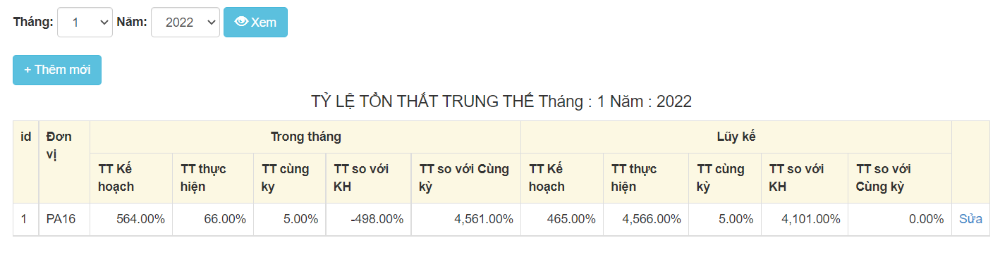 Tháng: 1 Năm: 2022 Xem
+ Thêm mới
TỶ LỆ TỔN THẤT TRUNG THẾ Tháng : 1 Năm : 2022
id Đơn vị Trong tháng Lũy kế
TT Kế hoạch TT thực hiện TT cùng ky TT so với KH TT so với Cùng kỳ TT Kế hoạch TT thực hiện TT cùng kỳ TT so với KH TT so với Cùng kỳ
1 PA16 564.00% 66.00% 5.00% -498.00% 4,561.00% 465.00% 4,566.00% 5.00% 4,101.00% 0.00% Sửa